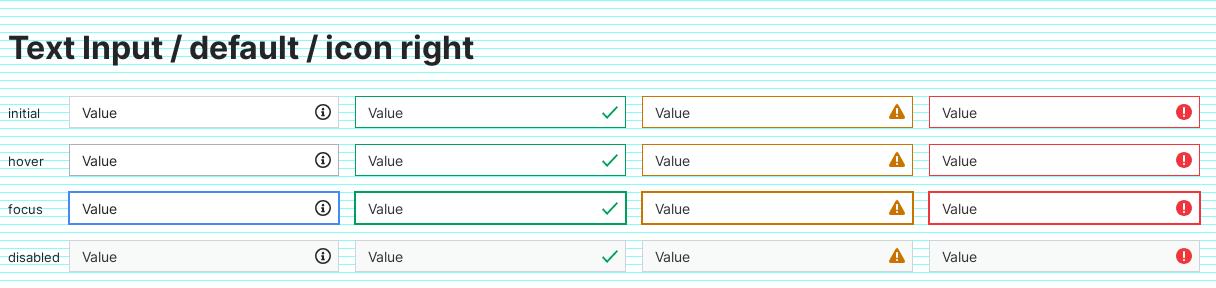 Text Input / default / icon right
initial Value Value Value Value
hover Value Value Value Value
focus Value Value Value Value
disabled Value Value Value Value